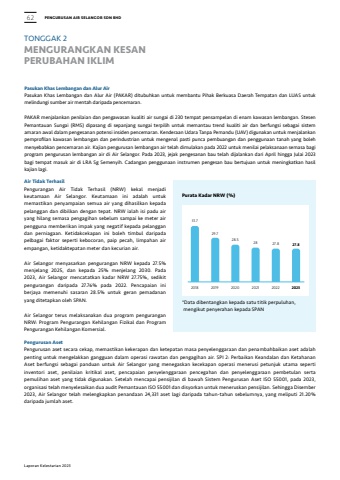 62 PENGURUSAN AIR SELANGOR SDN BHD
TONGGAK 2
MENGURANGKAN KESAN
PERUBAHAN IKLIM
Pasukan Khas Lembangan dan Alur Air
Pasukan Khas Lembangan dan Alur Air (PAKAR) ditubuhkan untuk membantu Pihak Berkuasa Daerah Tempatan dan LUAS untuk
melindungi sumber air mentah daripada pencemaran.
PAKAR menjalankan penilaian dan pengawasan kualiti air sungai di 230 tempat penampelan di enam kawasan lembangan. Stesen
Pemantauan Sungai (RMS) dipasang di sepanjang sungai terpilih untuk memantau trend kualiti air dan berfungsi sebagai sistem
amaran awal dalam pengesanan potensi insiden pencemaran. Kenderaan Udara Tanpa Pemandu (UAV) digunakan untuk menjalankan
pemprofilan kawasan lembangan dan perindustrian untuk mengenal pasti punca pembuangan dan penggunaan tanah yang boleh
menyebabkan pencemaran air. Kajian pengurusan lembangan air telah dimulakan pada 2022 untuk menilai pelaksanaan semasa bagi
program pengurusan lembangan air di Air Selangor. Pada 2023, jejak pengesanan bau telah dijalankan dari April hingga Julai 2023
bagi tempat masuk air di LRA Sg Semenyih. Cadangan penggunaan instrumen pengesan bau bertujuan untuk meningkatkan hasil
kajian lagi.
Air Tidak Terhasil
Pengurangan Air Tidak Terhasil (NRW) kekal menjadi
keutamaan Air Selangor. Keutamaan ini adalah untuk
memastikan penyampaian semua air yang dihasilkan kepada
pelanggan dan dibilkan dengan tepat. NRW ialah isi padu air
yang hilang semasa pengagihan sebelum sampai ke meter air
pengguna memberikan impak yang negatif kepada pelanggan
dan perniagaan. Ketidakcekapan ini boleh timbul daripada
pelbagai faktor seperti kebocoran, paip pecah, limpahan air
empangan, ketidaktepatan meter dan kecurian air.
Air Selangor menyasarkan pengurangan NRW kepada 27.5%
menjelang 2025, dan kepada 25% menjelang 2030. Pada
2023, Air Selangor mencatatkan kadar NRW 27.75%, sedikit
pengurangan daripada 27.76% pada 2022. Pencapaian ini
berjaya memenuhi sasaran 28.5% untuk geran pemadanan
yang ditetapkan oleh SPAN.
Air Selangor terus melaksanakan dua program pengurangan
NRW: Program Pengurangan Kehilangan Fizikal dan Program
Pengurangan Kehilangan Komersial.
Perata Kadar NRW (%)
29.7
28.5
28
27.8
27.8
2018 2019 2020 2021 2022 2023
*Data dibentangkan kepada satu titik perpuluhan,
mengikut penyerahan kepada SPAN
Pengurusan Aset
Pengurusan aset secara cekap, memastikan kekerapan dan ketepatan masa penyelenggaraan dan penambahbaikan aset adalah
penting untuk mengelakkan gangguan dalam operasi rawatan dan pengagihan air. SPI 2: Perbaikan Keandalan dan Ketahanan
Aset berfungsi sebagai panduan untuk Air Selangor yang menegaskan kecekapan operasi menerusi petunjuk utama seperti
inventori aset, penilaian kritikal aset, pencapaian penyelenggaraan pencegahan dan penyelenggaraan pembetulan serta
pemulihan aset yang tidak digunakan. Setelah mencapai pensijilan di bawah Sistem Pengurusan Aset ISO 55001, pada 2023,
organisasi telah menyelesaikan dua audit Pemantauan ISO 55001 dan disyorkan untuk meneruskan pensijilan. Sehingga Disember
2023, Air Selangor telah melengkapkan penandaan 24,331 aset lagi daripada tahun-tahun sebelumnya, yang meliputi 21.20%
daripada jumlah aset.
Laporan Kelestarian 2023